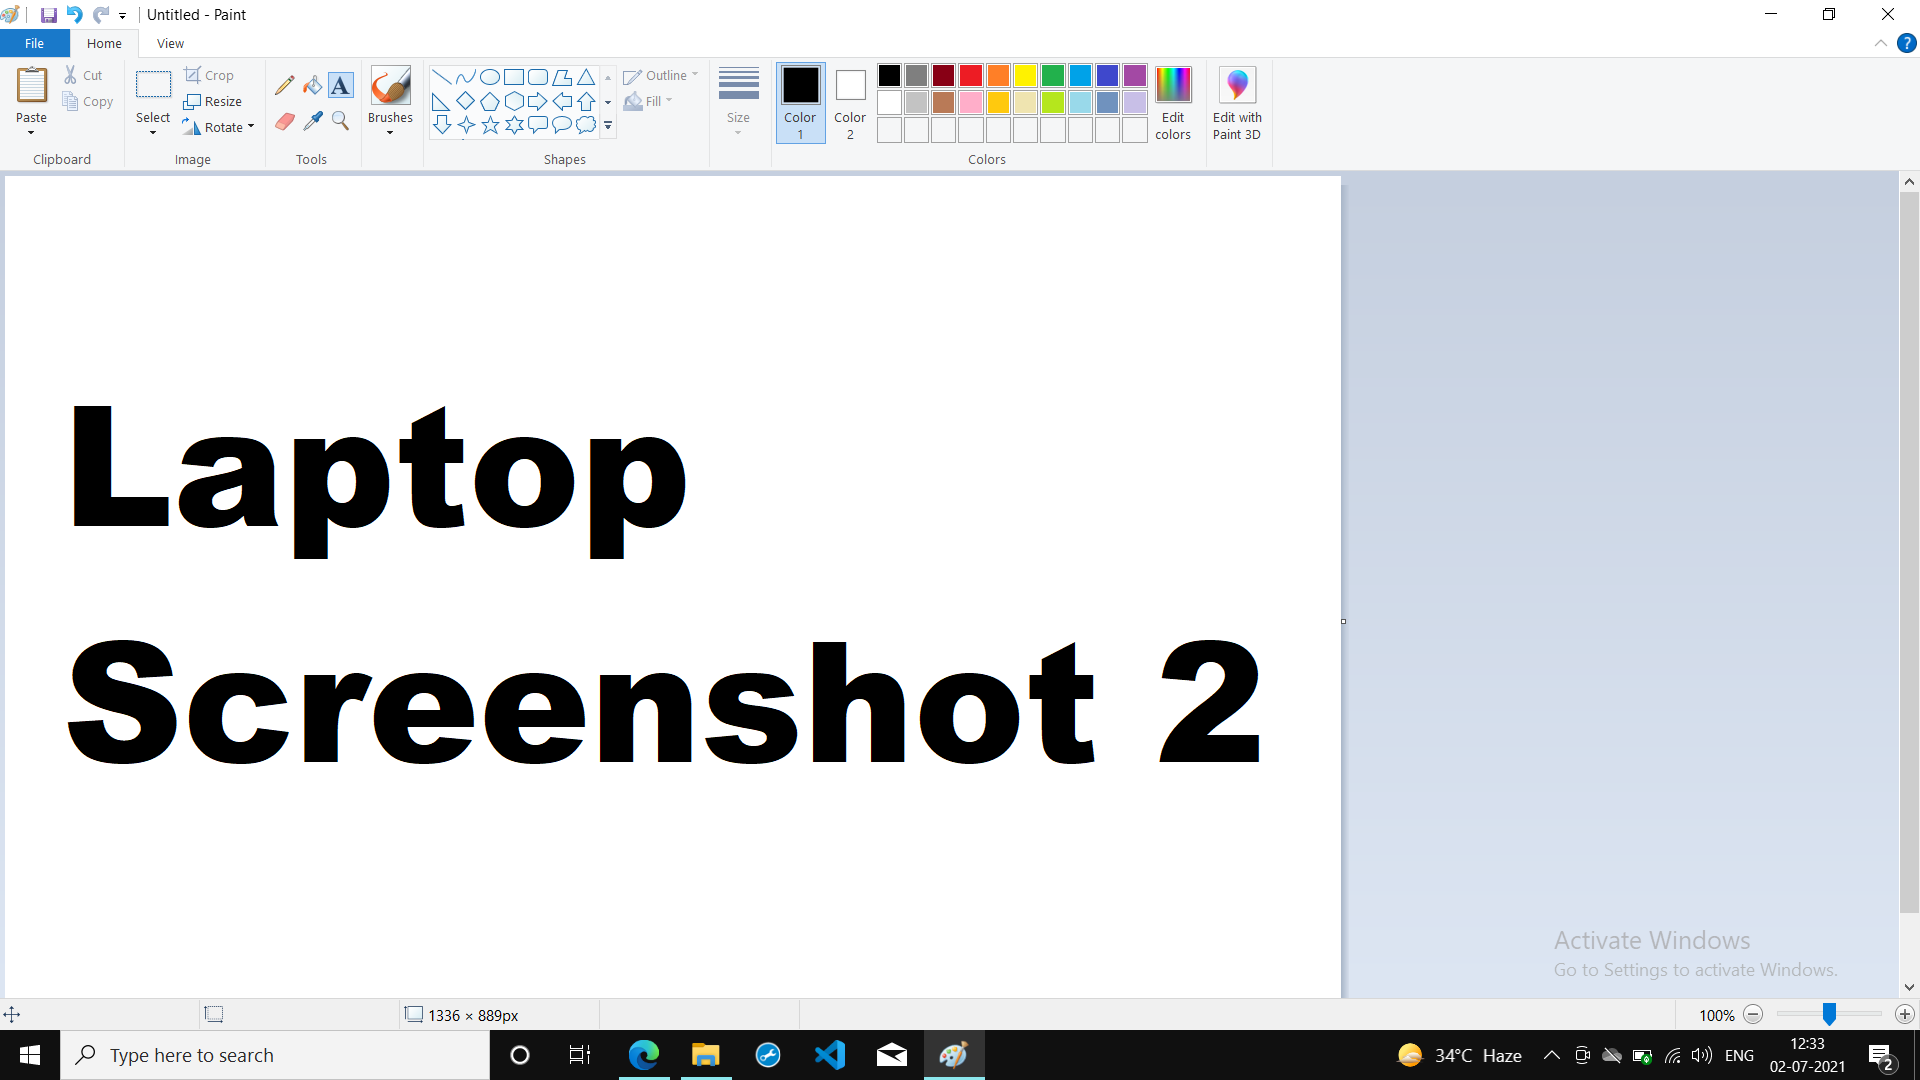 Untitled - Paint
File Home View
Paste Cut Copy Clipboard
Select Crop Resize Rotate Image
Tools
Brushes
Outline Fill Shapes
Size
Color 1 Color 2 Edit colors Colors
Edit with Paint 3D
Laptop
Screenshot 2
Activate Windows
Go to Settings to activate Windows.
1336 × 889px 100%
Type here to search 34°C Haze ENG 12:33
02-07-2021 2